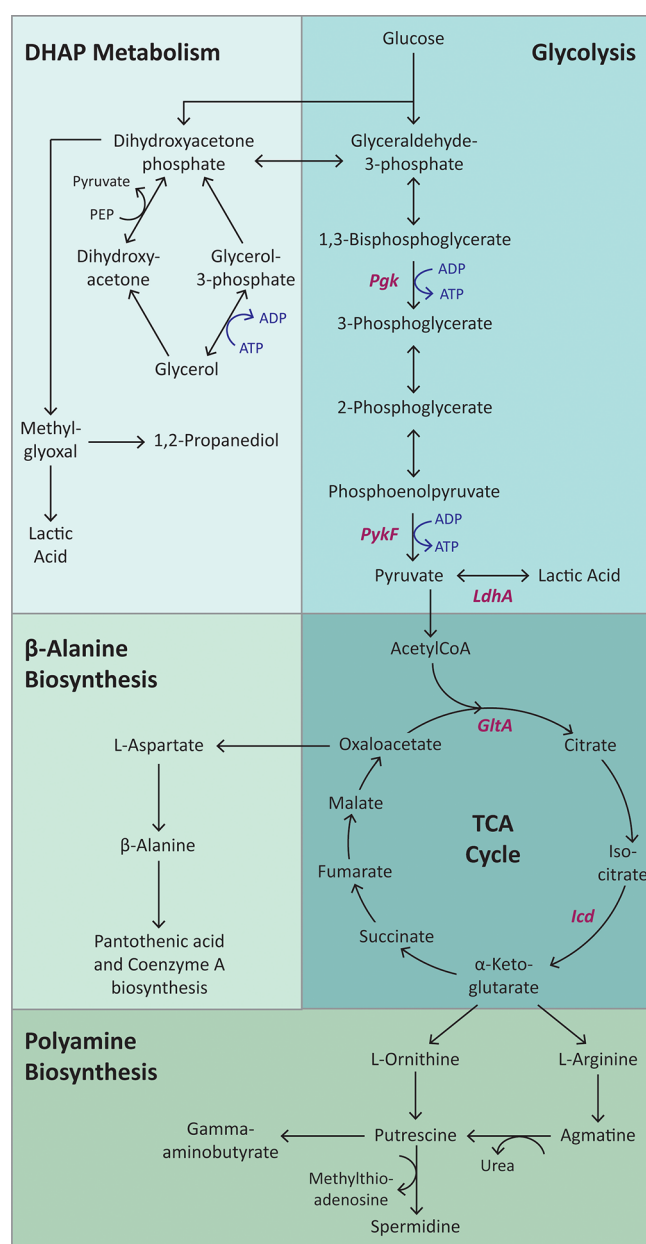 DHAP Metabolism
Glycolysis
Glucose
Dihydroxyacetone
phosphate
Glyceraldehyde-
3-phosphate
Pyruvate
PEP
Dihydroxy-
acetone
Glycerol-
3-phosphate
ADP
ATP
Glycerol
1,3-Bisphosphoglycerate
Pgk
ADP
ATP
3-Phosphoglycerate
2-Phosphoglycerate
Methyl-
glyoxal
1,2-Propanediol
Lactic
Acid
Phosphoenolpyruvate
PykF
ADP
ATP
Pyruvate
Lactic Acid
LdhA
β-Alanine
Biosynthesis
AcetylCoA
GltA
L-Aspartate
Oxaloacetate
Citrate
Malate
TCA
Cycle
β-Alanine
Iso-
citrate
Fumarate
Icd
Succinate
Pantothenic acid
and Coenzyme A
biosynthesis
α-Keto-
glutarate
Polyamine
Biosynthesis
L-Ornithine
L-Arginine
Gamma-
aminobutyrate
Putrescine
Agmatine
Urea
Methylthio-
adenosine
Spermidine